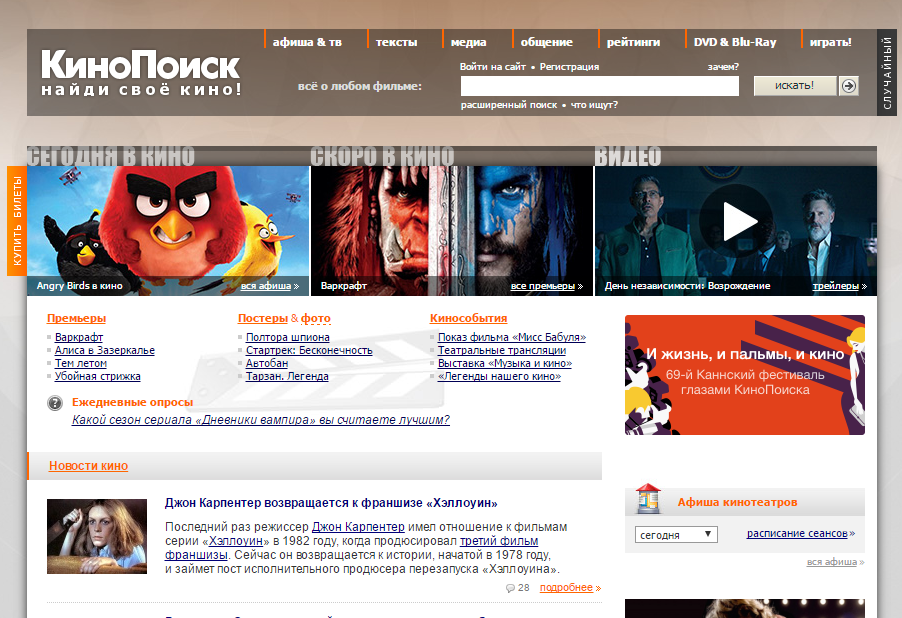 афиша & тв
тексты
медиа
общение
рейтинги
DVD & Blu-Ray
играть!
КиноПоиск
найди своё кино!
Войти на сайт • Регистрация
зачем?
всё о любом фильме:
искать!
расширенный поиск • что ищут?
СЛУЧАЙНЫЙ
СЕГОДНЯ В КИНО
СКОРО В КИНО
ВИДЕО
КУПИТЬ БИЛЕТЫ
Angry Birds в кино
вся афиша »
Варкрафт
все премьеры »
День независимости: Возрождение
трейлеры »
Премьеры
Варкрафт
Алиса в Зазеркалье
Тем летом
Убойная стрижка
Постеры & фото
Полтора шпиона
Стартрек: Бесконечность
Автобан
Тарзан. Легенда
Кинособытия
Показ фильма «Мисс Бабуля»
Театральные трансляции
Выставка «Музыка и кино»
«Легенды нашего кино»
? Ежедневные опросы
Какой сезон сериала «Дневники вампира» вы считаете лучшим?
И жизнь, и пальмы, и кино
69-й Каннский фестиваль
глазами КиноПоиска
Новости кино
Джон Карпентер возвращается к франшизе «Хэллоуин»
Последний раз режиссер Джон Карпентер имел отношение к фильмам
серии «Хэллоуин» в 1982 году, когда продюсировал третий фильм
франшизы. Сейчас он возвращается к истории, начатой в 1978 году,
и займет пост исполнительного продюсера перезапуска «Хэллоуина».
28 подробнее »
Афиша кинотеатров
сегодня
расписание сеансов »
вся афиша »